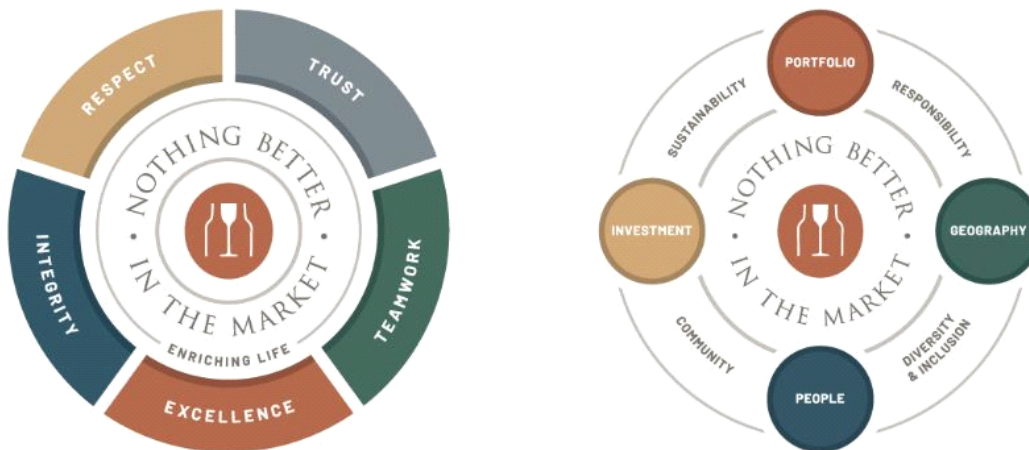 RESPECT
TRUST
INTEGRITY
TEAMWORK
EXCELLENCE
NOTHING BETTER
· IN THE MARKET ·
ENRICHING LIFE
PORTFOLIO
SUSTAINABILITY
RESPONSIBILITY
INVESTMENT
GEOGRAPHY
NOTHING BETTER
· IN THE MARKET ·
COMMUNITY
DIVERSITY
& INCLUSION
PEOPLE